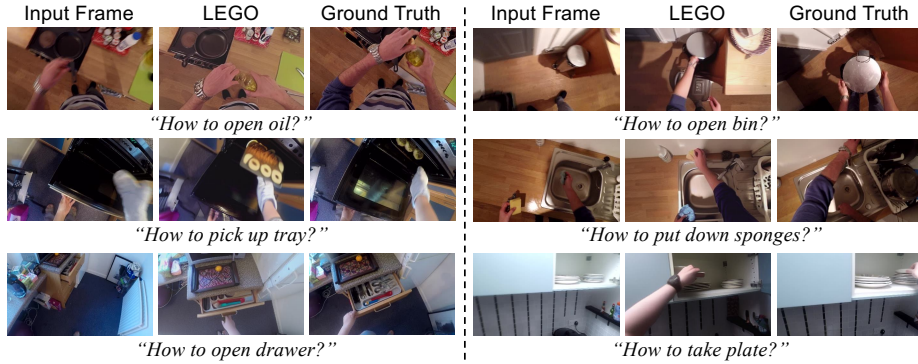 Input Frame LEGO Ground Truth Input Frame LEGO Ground Truth
“How to open oil?” “How to open bin?”
“How to pick up tray?” “How to put down sponges?”
“How to open drawer?” “How to take plate?”